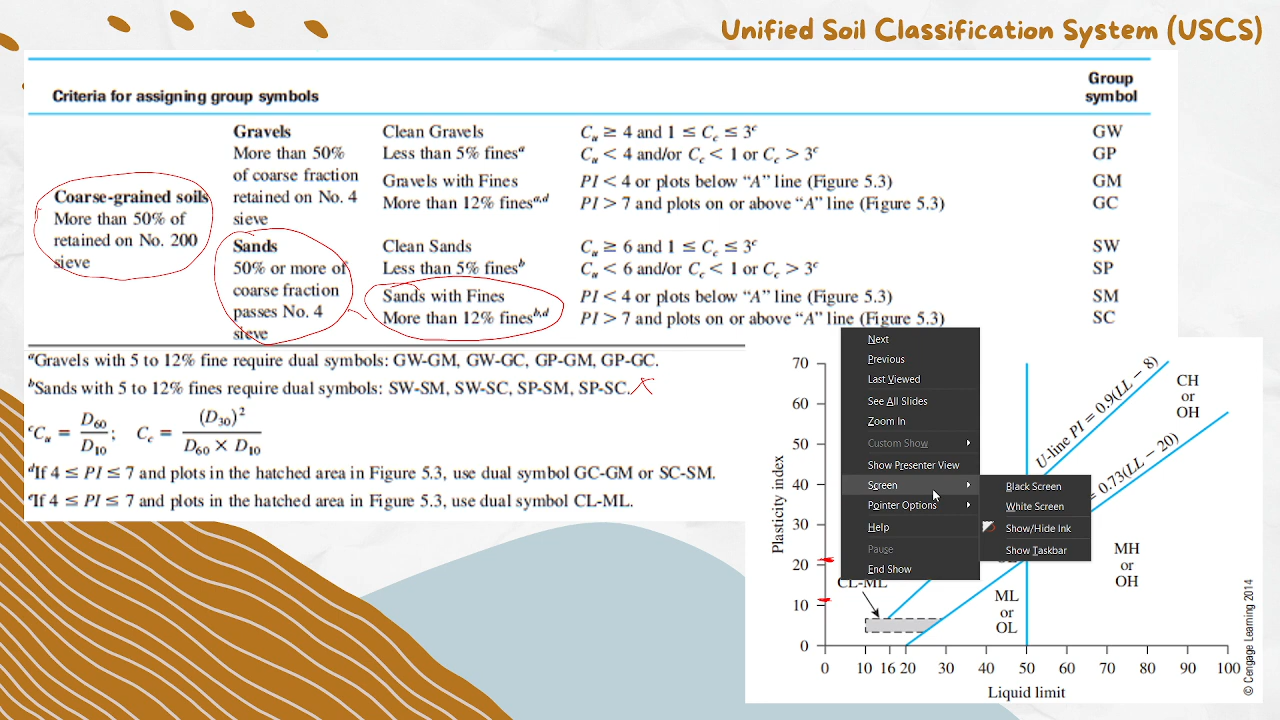 Unified Soil Classification System (USCS)
Criteria for assigning group symbols
Group
symbol
Coarse-grained soils
More than 50% of
retained on No. 200
sieve
Gravels
More than 50%
of coarse fraction
retained on No. 4
sieve
Clean Gravels
Less than 5% finesᵃ
Cᵤ ≥ 4 and 1 ≤ C꜀ ≤ 3ᶜ
GW
Cᵤ < 4 and/or C꜀ < 1 or C꜀ > 3ᶜ
GP
Gravels with Fines
More than 12% finesᵃ,ᵈ
PI < 4 or plots below “A” line (Figure 5.3)
GM
PI > 7 and plots on or above “A” line (Figure 5.3)
GC
Sands
50% or more of
coarse fraction
passes No. 4
sieve
Clean Sands
Less than 5% finesᵇ
Cᵤ ≥ 6 and 1 ≤ C꜀ ≤ 3ᶜ
SW
Cᵤ < 6 and/or C꜀ < 1 or C꜀ > 3ᶜ
SP
Sands with Fines
More than 12% finesᵇ,ᵈ
PI < 4 or plots below “A” line (Figure 5.3)
SM
PI > 7 and plots on or above “A” line (Figure 5.3)
SC
ᵃGravels with 5 to 12% fine require dual symbols: GW-GM, GW-GC, GP-GM, GP-GC.
ᵇSands with 5 to 12% fines require dual symbols: SW-SM, SW-SC, SP-SM, SP-SC.
ᶜCᵤ = D₆₀ / D₁₀; C꜀ = (D₃₀)² / D₆₀ × D₁₀
ᵈIf 4 ≤ PI ≤ 7 and plots in the hatched area in Figure 5.3, use dual symbol GC-GM or SC-SM.
ᵉIf 4 ≤ PI ≤ 7 and plots in the hatched area in Figure 5.3, use dual symbol CL-ML.
Next
Previous
Last Viewed
See All Slides
Zoom In
Custom Show
Show Presenter View
Screen
Pointer Options
Help
Pause
End Show
Black Screen
White Screen
Show/Hide Ink
Show Taskbar
Plasticity index
70
60
50
40
30
20
10
0
U-line PI = 0.9(LL − 8)
= 0.73(LL − 20)
CH
or
OH
MH
or
OH
CL-ML
ML
or
OL
0 10 16 20 30 40 50 60 70 80 90 100
Liquid limit
© Cengage Learning 2014